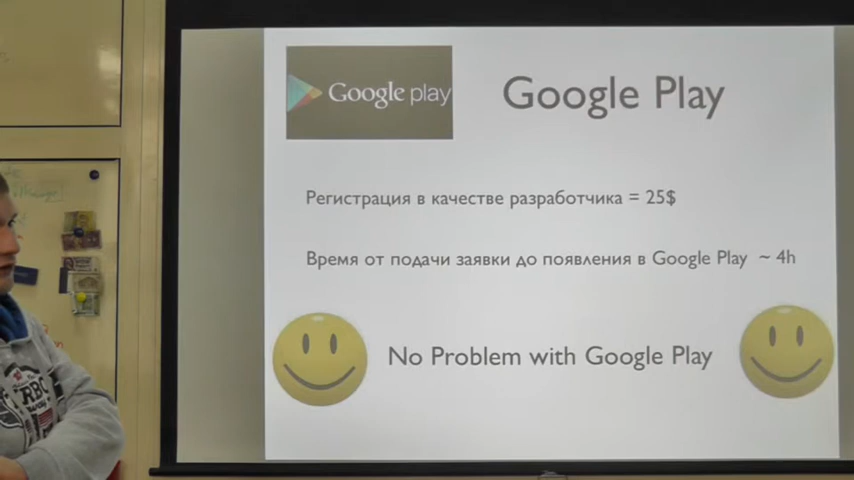 Google play
Google Play
Регистрация в качестве разработчика = 25$
Время от подачи заявки до появления в Google Play ~ 4h
No Problem with Google Play
RBC